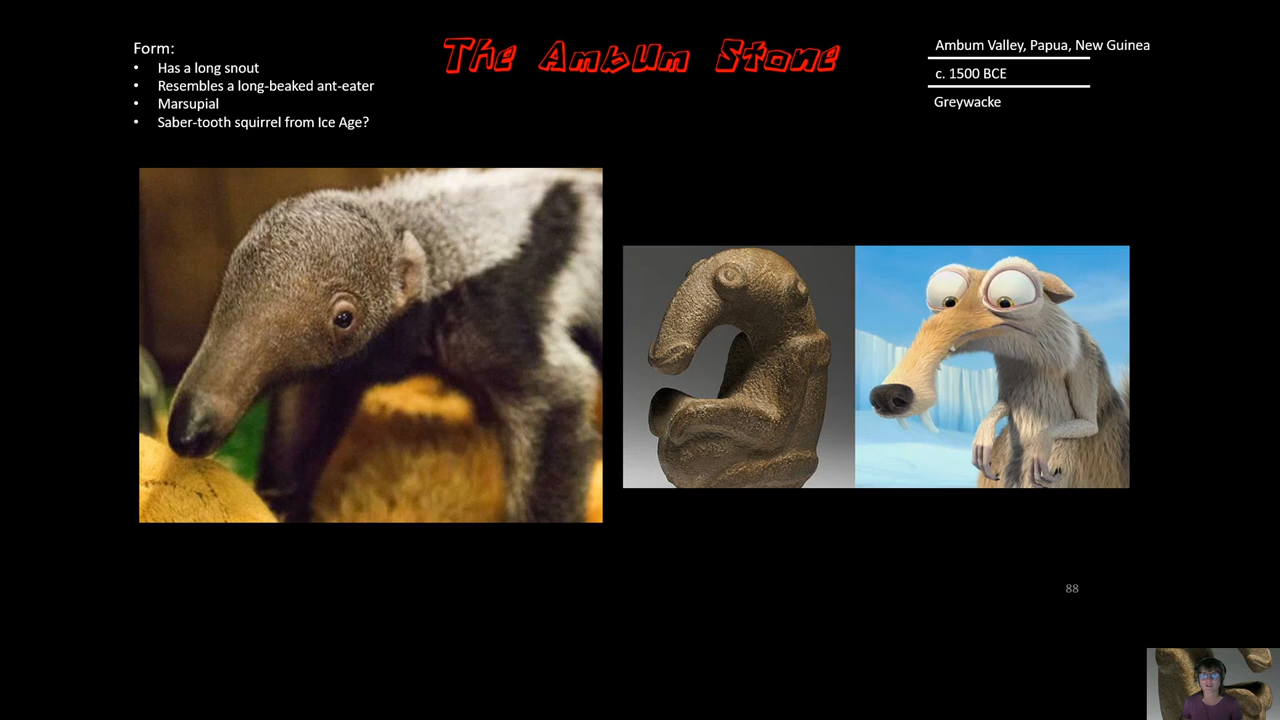 Form:
• Has a long snout
• Resembles a long-beaked ant-eater
• Marsupial
• Saber-tooth squirrel from Ice Age?
The Ambum Stone
Ambum Valley, Papua, New Guinea
c. 1500 BCE
Greywacke
88